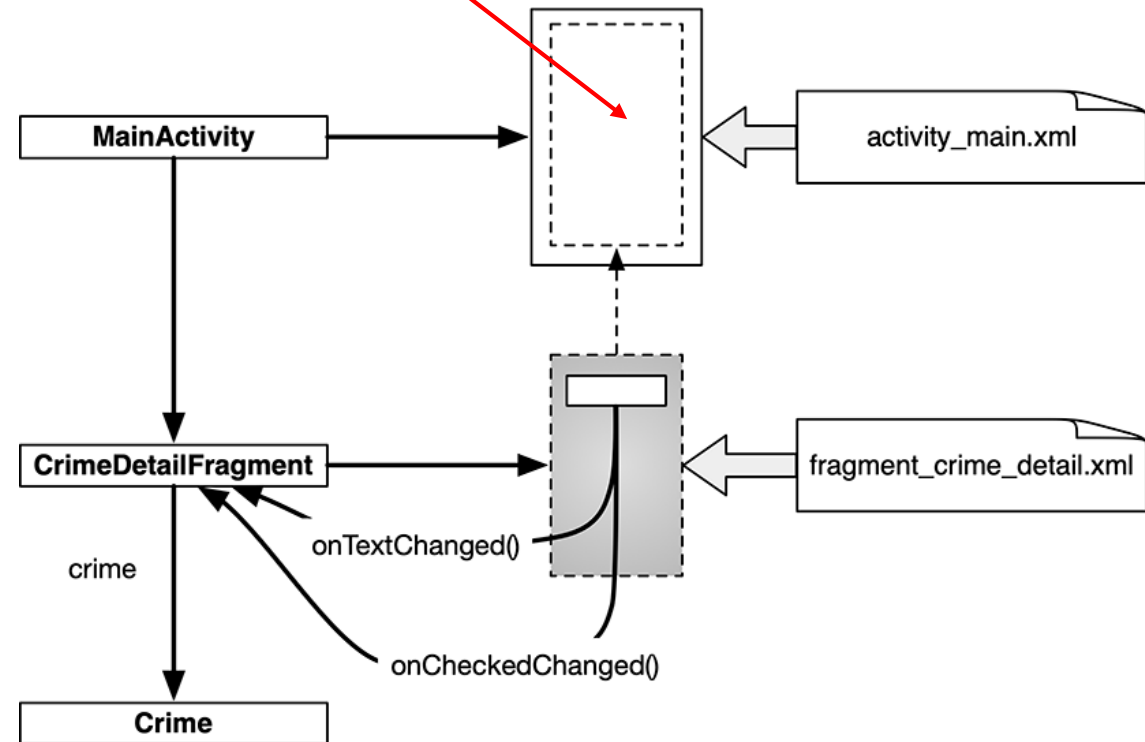 MainActivity
activity_main.xml
CrimeDetailFragment
fragment_crime_detail.xml
onTextChanged()
crime
onCheckedChanged()
Crime